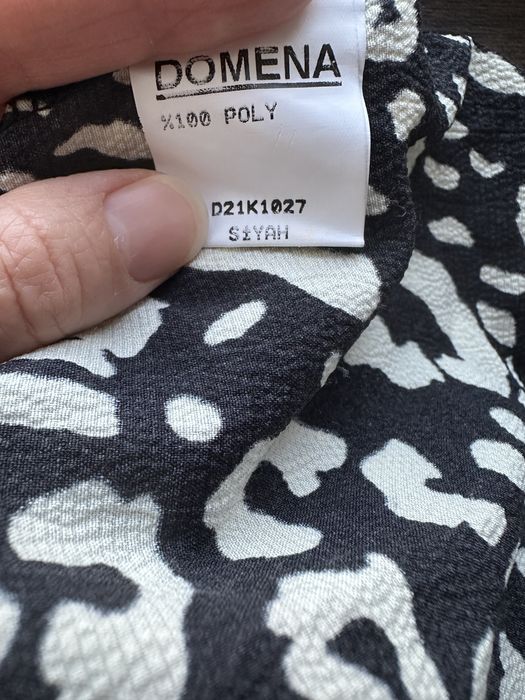 DOMENA
%100 POLY
D21K1027
SİYAH